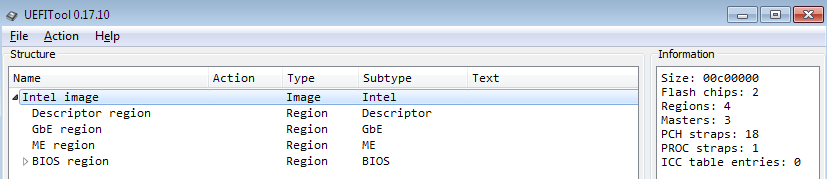 UEFITool 0.17.10
File Action Help
Structure
Name Action Type Subtype Text
Intel image Image Intel
Descriptor region Region Descriptor
GbE region Region GbE
ME region Region ME
BIOS region Region BIOS
Information
Size: 00c00000
Flash chips: 2
Regions: 4
Masters: 3
PCH straps: 18
PROC straps: 1
ICC table entries: 0